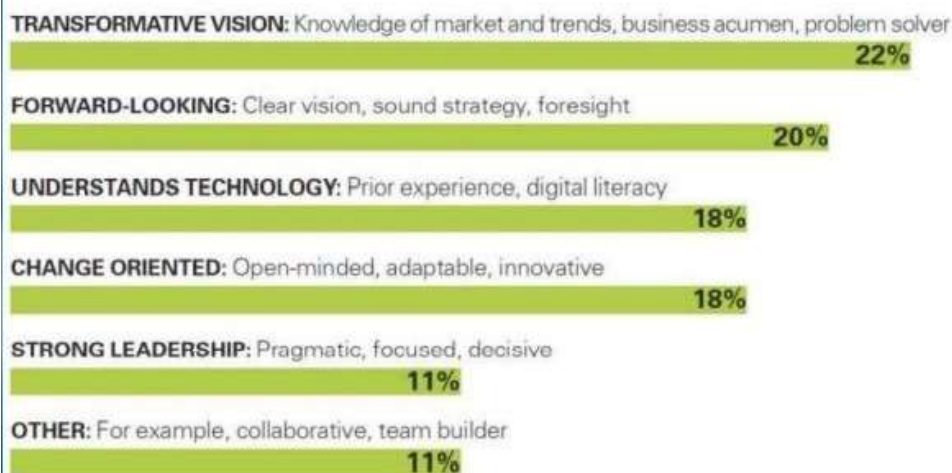 TRANSFORMATIVE VISION: Knowledge of market and trends, business acumen, problem solver
22%
FORWARD-LOOKING: Clear vision, sound strategy, foresight
20%
UNDERSTANDS TECHNOLOGY: Prior experience, digital literacy
18%
CHANGE ORIENTED: Open-minded, adaptable, innovative
18%
STRONG LEADERSHIP: Pragmatic, focused, decisive
11%
OTHER: For example, collaborative, team builder
11%